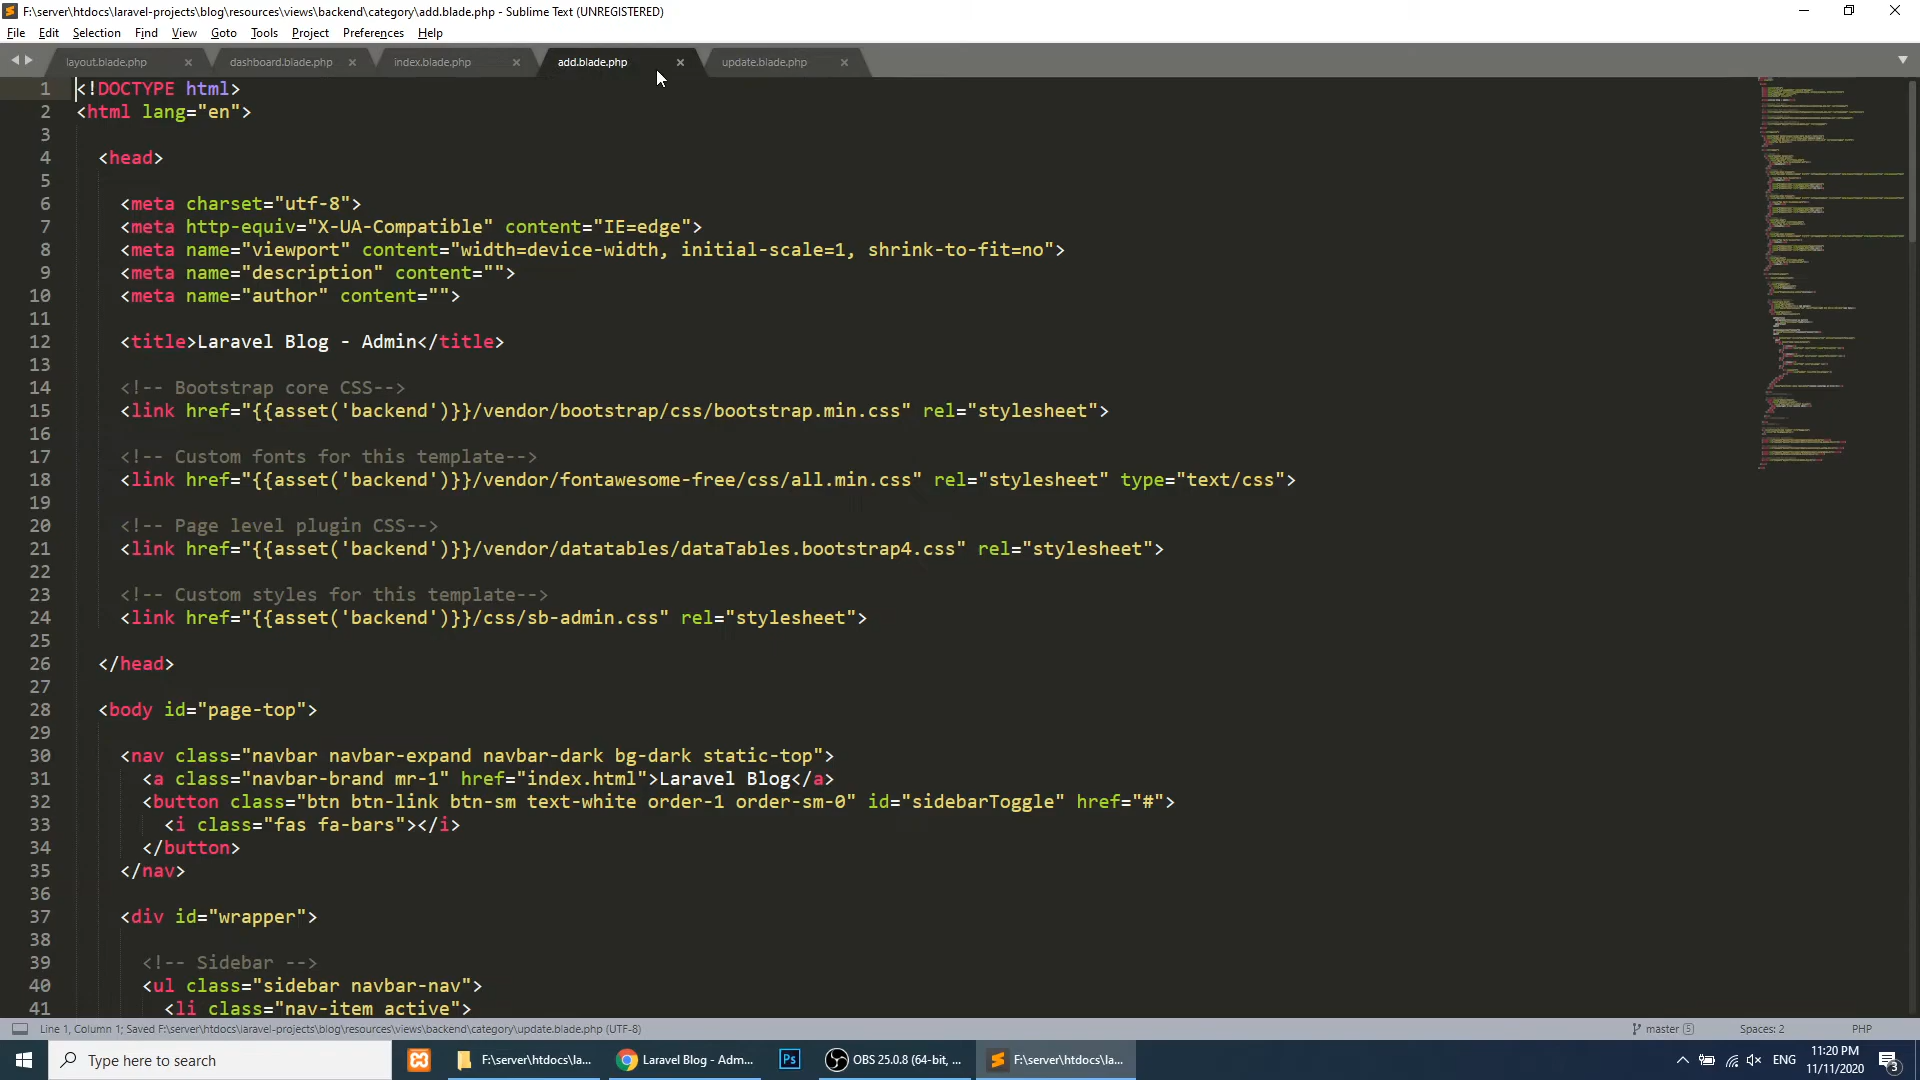 F:\server\htdocs\laravel-projects\blog\resources\views\backend\category\add.blade.php - Sublime Text (UNREGISTERED)
File Edit Selection Find View Goto Tools Project Preferences Help
layout.blade.php dashboard.blade.php index.blade.php add.blade.php update.blade.php
1 <!DOCTYPE html>
2 <html lang="en">
3
4 <head>
5
6 <meta charset="utf-8">
7 <meta http-equiv="X-UA-Compatible" content="IE=edge">
8 <meta name="viewport" content="width=device-width, initial-scale=1, shrink-to-fit=no">
9 <meta name="description" content="">
10 <meta name="author" content="">
11
12 <title>Laravel Blog - Admin</title>
13
14 <!-- Bootstrap core CSS-->
15 <link href="{{asset('backend')}}/vendor/bootstrap/css/bootstrap.min.css" rel="stylesheet">
16
17 <!-- Custom fonts for this template-->
18 <link href="{{asset('backend')}}/vendor/fontawesome-free/css/all.min.css" rel="stylesheet" type="text/css">
19
20 <!-- Page level plugin CSS-->
21 <link href="{{asset('backend')}}/vendor/datatables/dataTables.bootstrap4.css" rel="stylesheet">
22
23 <!-- Custom styles for this template-->
24 <link href="{{asset('backend')}}/css/sb-admin.css" rel="stylesheet">
25
26 </head>
27
28 <body id="page-top">
29
30 <nav class="navbar navbar-expand navbar-dark bg-dark static-top">
31 <a class="navbar-brand mr-1" href="index.html">Laravel Blog</a>
32 <button class="btn btn-link btn-sm text-white order-1 order-sm-0" id="sidebarToggle" href="#">
33 <i class="fas fa-bars"></i>
34 </button>
35 </nav>
36
37 <div id="wrapper">
38
39 <!-- Sidebar -->
40 <ul class="sidebar navbar-nav">
41 <li class="nav-item active">
Line 1, Column 1; Saved F:\server\htdocs\laravel-projects\blog\resources\views\backend\category\update.blade.php (UTF-8) master 5 Spaces: 2 PHP
Type here to search Ps F:\server\htdocs\la... Laravel Blog - Adm... OBS 25.0.8 (64-bit, ... F:\server\htdocs\la... ENG 11:20 PM
11/11/2020 3